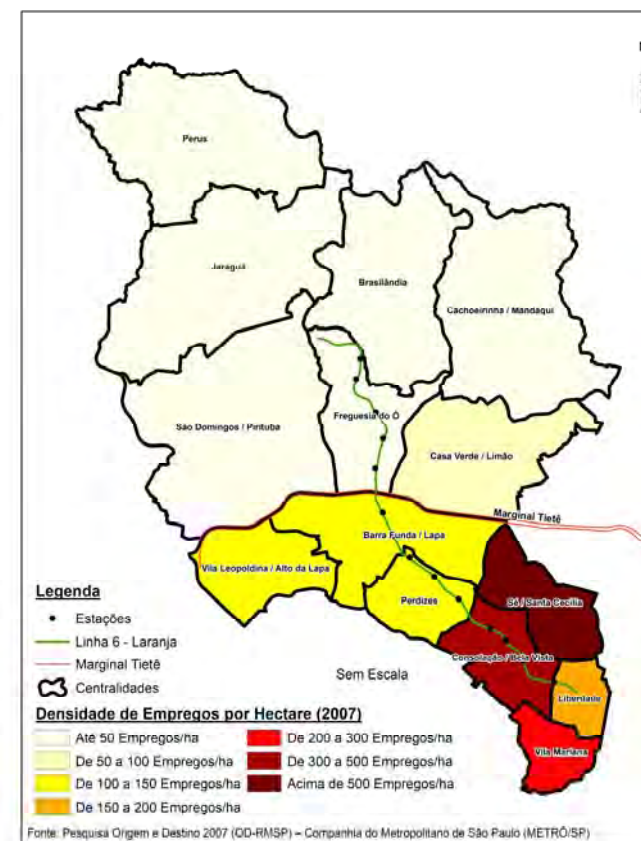 Perus
Jaraguá
Brasilândia
Cachoeirinha / Mandaqui
Freguesia do Ó
São Domingos / Pirituba
Casa Verde / Limão
Marginal Tietê
Barra Funda / Lapa
Vila Leopoldina / Alto da Lapa
Perdizes
Sé / Santa Cecília
Consolação / Bela Vista
Liberdade
Vila Mariana
Sem Escala
Legenda
Estações
Linha 6 - Laranja
Marginal Tietê
Centralidades
Densidade de Empregos por Hectare (2007)
Até 50 Empregos/ha
De 50 a 100 Empregos/ha
De 100 a 150 Empregos/ha
De 150 a 200 Empregos/ha
De 200 a 300 Empregos/ha
De 300 a 500 Empregos/ha
Acima de 500 Empregos/ha
Fonte: Pesquisa Origem e Destino 2007 (OD-RMSP) – Companhia do Metropolitano de São Paulo (METRÔ/SP)